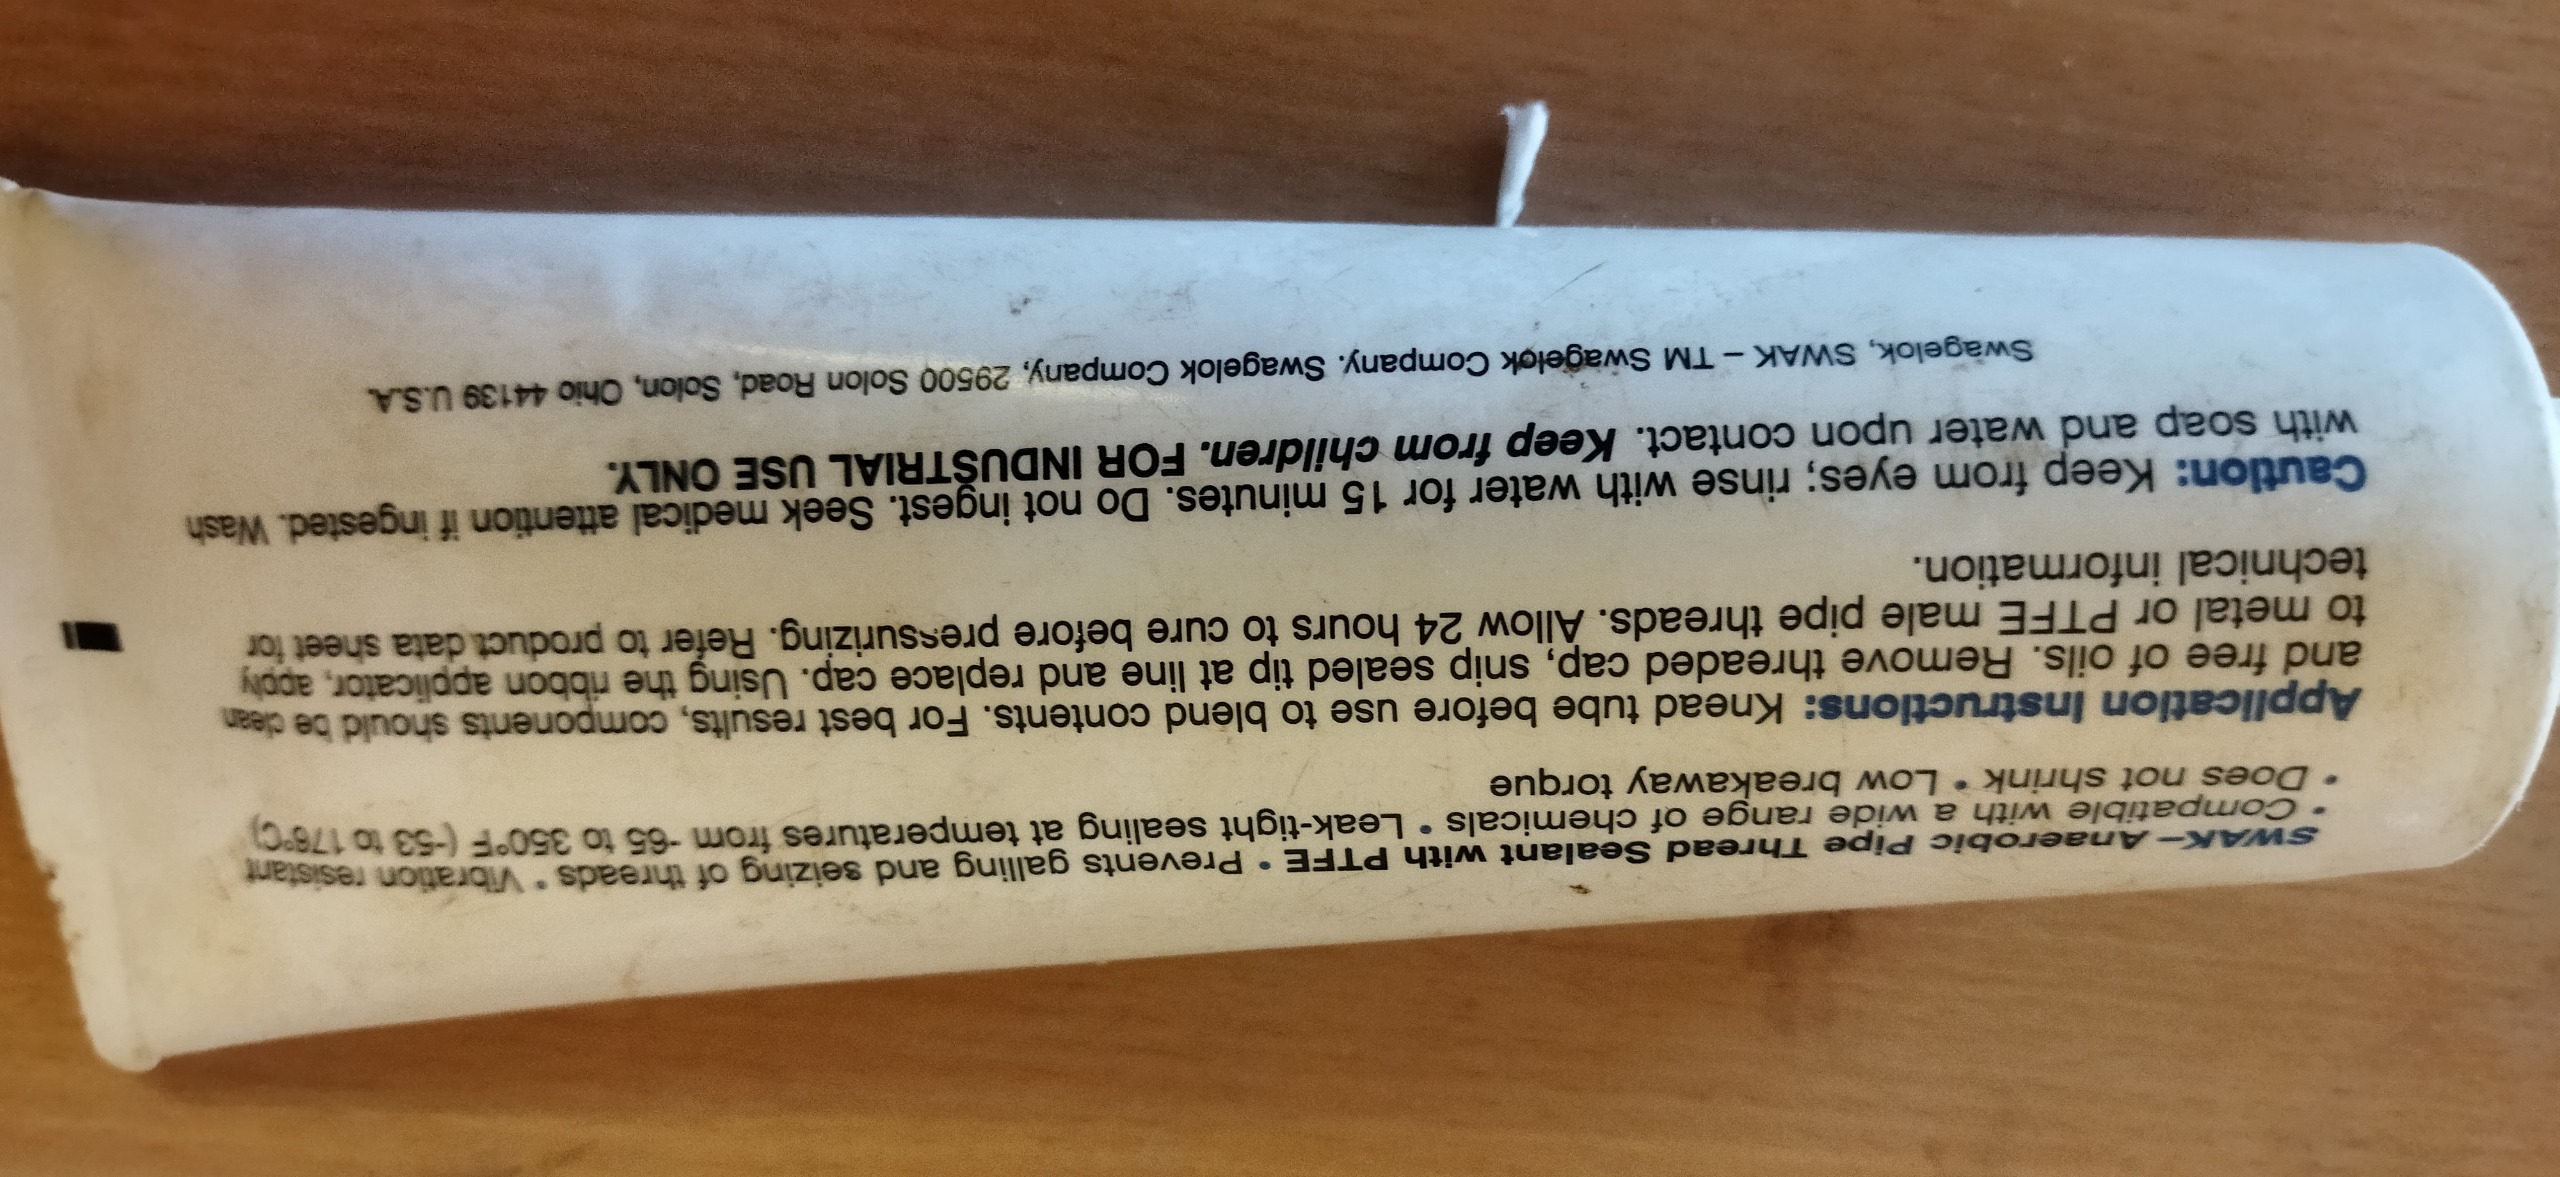 SWAK—Anaerobic Pipe Thread Sealant with PTFE • Prevents galling and seizing of threads • Vibration resistant
• Compatible with a wide range of chemicals • Leak-tight sealing at temperatures from -65 to 350°F (-53 to 176°C)
• Does not shrink • Low breakaway torque
Application Instructions: Knead tube before use to blend contents. For best results, components should be clean
and free of oils. Remove threaded cap, snip sealed tip at line and replace cap. Using the ribbon applicator, apply
to metal or PTFE male pipe threads. Allow 24 hours to cure before pressurizing. Refer to product data sheet for
technical information.
Caution: Keep from eyes; rinse with water for 15 minutes. Do not ingest. Seek medical attention if ingested. Wash
with soap and water upon contact. Keep from children. FOR INDUSTRIAL USE ONLY.
Swagelok, SWAK – TM Swagelok Company. Swagelok Company, 29500 Solon Road, Solon, Ohio 44139 U.S.A.